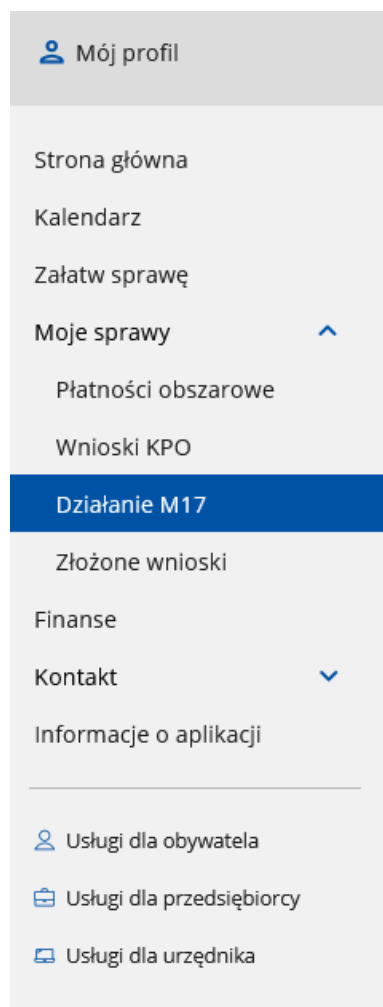 Mój profil
Strona główna
Kalendarz
Załatw sprawę
Moje sprawy
Płatności obszarowe
Wnioski KPO
Działanie M17
Złożone wnioski
Finanse
Kontakt
Informacje o aplikacji
Usługi dla obywatela
Usługi dla przedsiębiorcy
Usługi dla urzędnika